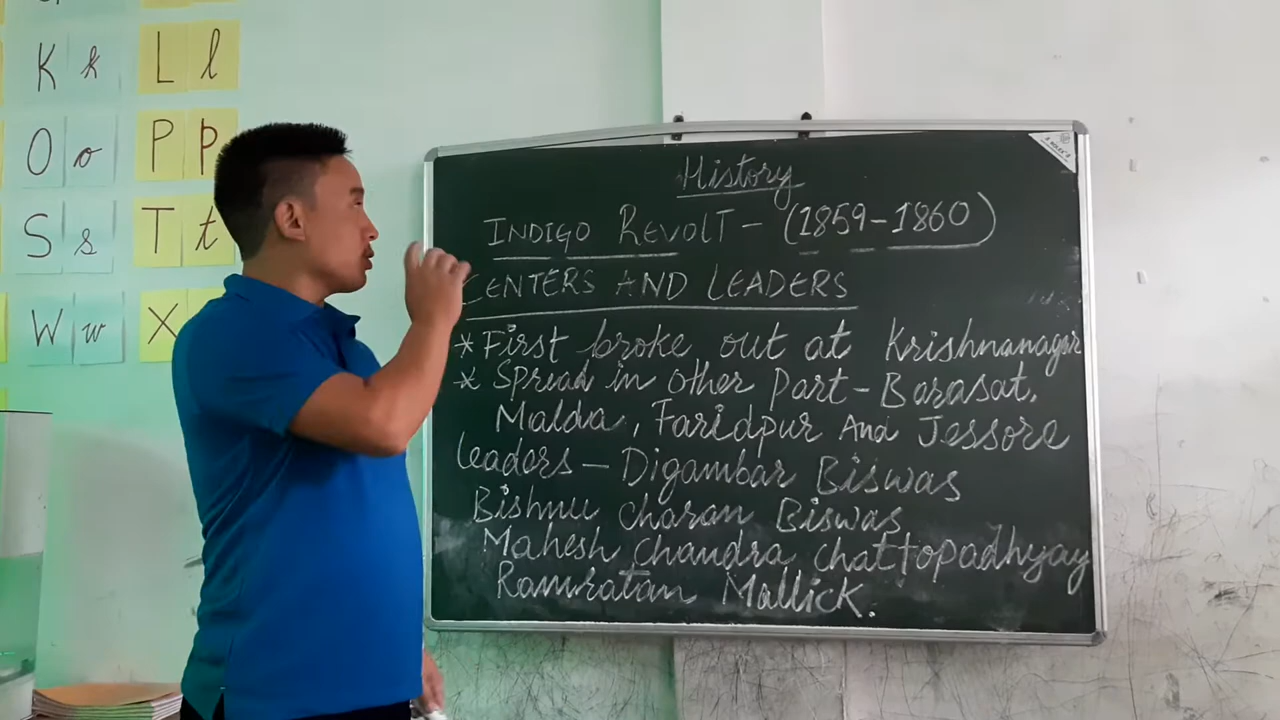 K k L l
O o P p
S s T t
W w X
History
INDIGO REVOLT - (1859-1860)
CENTERS AND LEADERS
* First broke out at Krishnanagar
* Spread in other Part - Barasat,
Malda, Faridpur And Jessore
Leaders - Digambar Biswas
Bishnu charan Biswas
Mahesh chandra chattopadhyay
Ramratan Mallick.